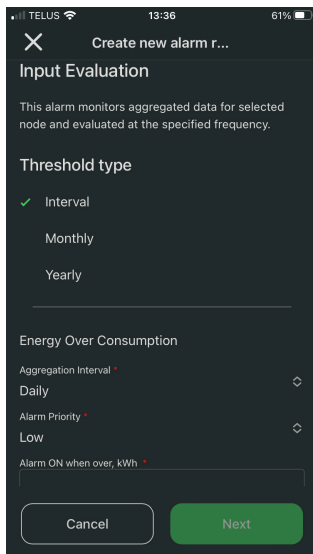 TELUS 13:36 61%
Create new alarm r...
Input Evaluation
This alarm monitors aggregated data for selected
node and evaluated at the specified frequency.
Threshold type
Interval
Monthly
Yearly
Energy Over Consumption
Aggregation Interval *
Daily
Alarm Priority *
Low
Alarm ON when over, kWh *
Cancel Next